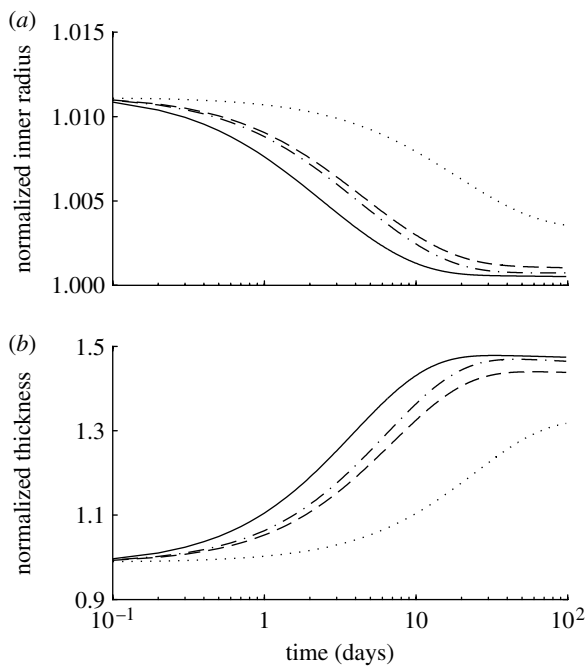 (a)
1.015
1.010
1.005
1.000
normalized inner radius
(b)
1.5
1.3
1.1
0.9
normalized thickness
10⁻¹ 1 10 10²
time (days)